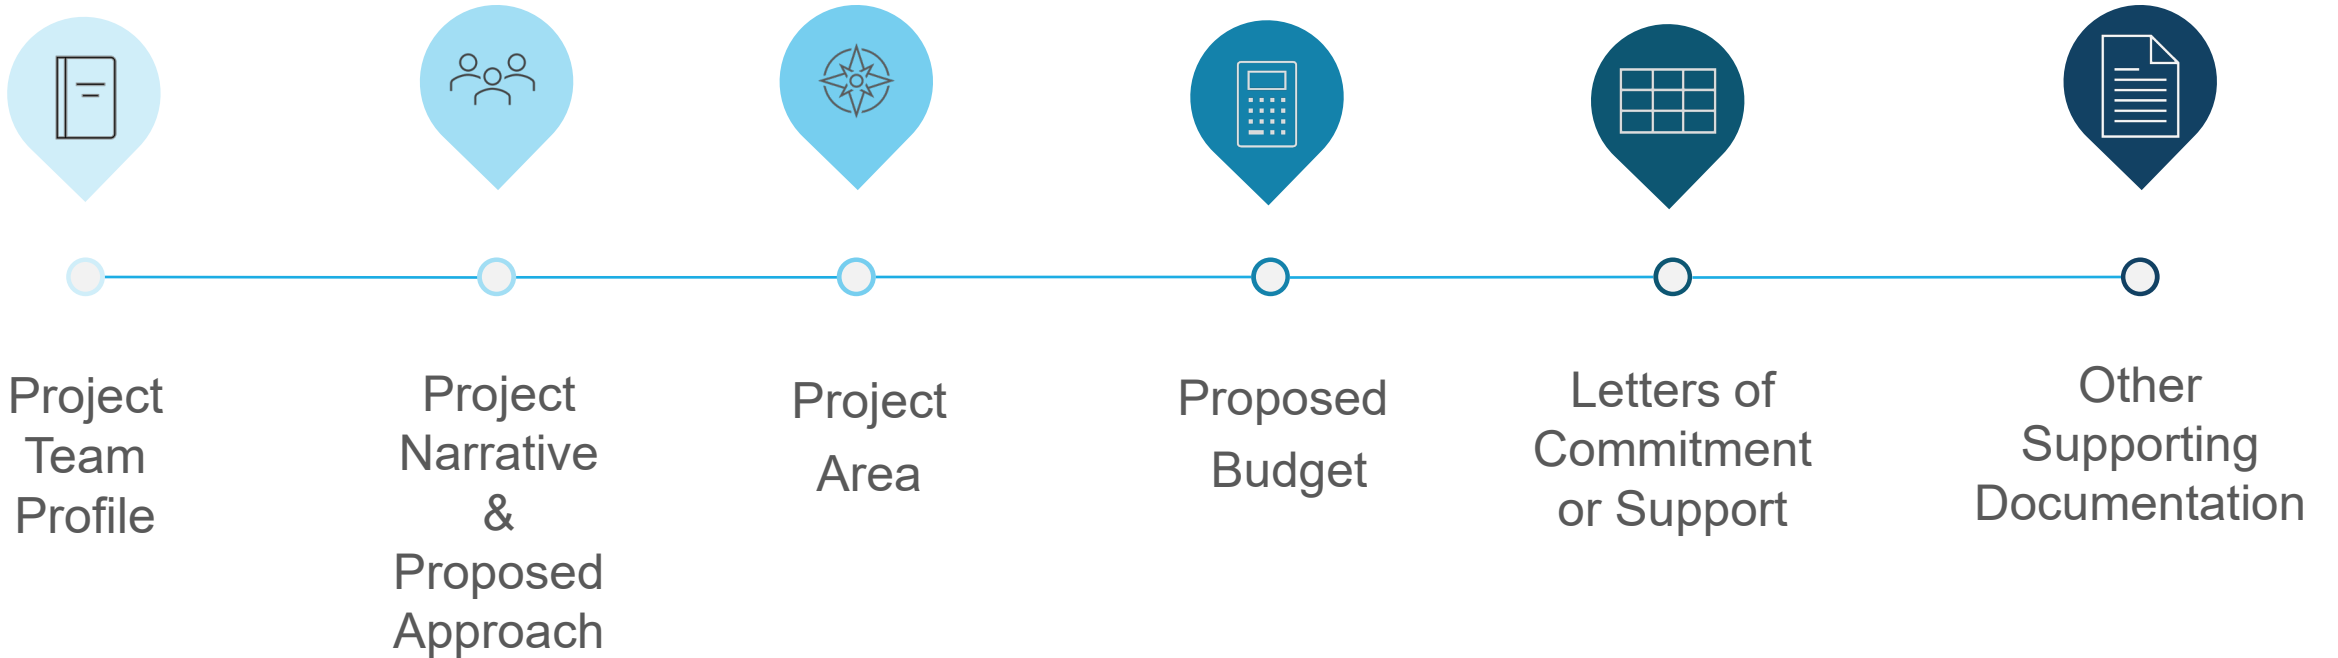 Project
Team
Profile
Project
Narrative
&
Proposed
Approach
Project
Area
Proposed
Budget
Letters of
Commitment
or Support
Other
Supporting
Documentation